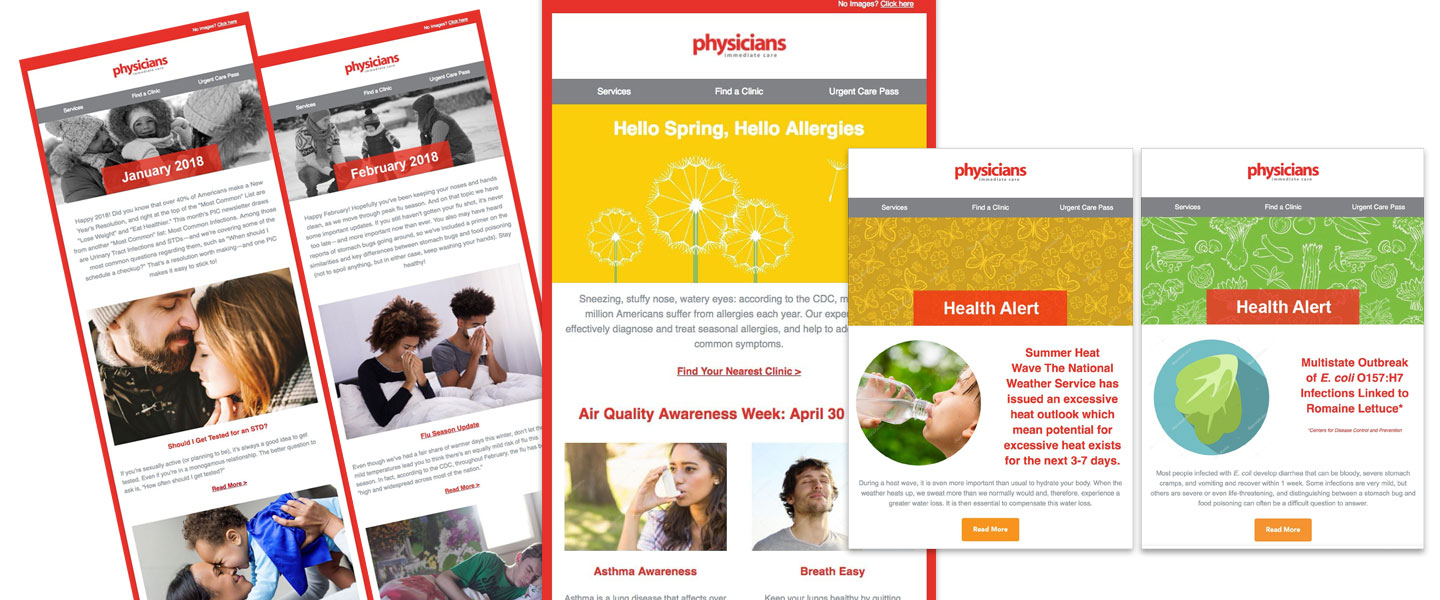 No Images? Click here
physicians
immediate care
Services
Find a Clinic
Urgent Care Pass
January 2018
Happy 2018! Did you know that over 40% of Americans make a New
Year's Resolution, and right at the top of the "Most Common" List are
"Lose Weight" and "Eat Healthier." This month's PIC newsletter draws
from another "Most Common" list: Most Common Infections. Among those
are Urinary Tract Infections and STDs—and we're covering some of the
most common questions regarding them, such as "When should I
schedule a checkup?" That's a resolution worth making—and one PIC
makes it easy to stick to!
Should I Get Tested for an STD?
If you're sexually active (or planning to be), it's always a good idea to get
tested. Even if you're in a monogamous relationship. The better question to
ask is, "How often should I get tested?"
Read More >
No Images? Click here
physicians
immediate care
Services
Find a Clinic
Urgent Care Pass
February 2018
Happy February! Hopefully you've been keeping your noses and hands
clean, as we move through peak flu season. And on that topic we have
some important updates. If you still haven't gotten your flu shot, it's never
too late—and more important now than ever. You also may have heard
reports of stomach bugs going around, so we've included a primer on the
similarities and key differences between stomach bugs and food poisoning
(not to spoil anything, but in either case, keep washing your hands). Stay
healthy!
Flu Season Update
Even though we've had a fair share of warmer days this winter, don't let the
mild temperatures lead you to think there's an equally mild risk of flu this
season. In fact, according to the CDC, throughout February, the flu has b
"high and widespread across most of the nation."
Read More >
No Images? Click here
physicians
immediate care
Services
Find a Clinic
Urgent Care Pass
Hello Spring, Hello Allergies
Sneezing, stuffy nose, watery eyes: according to the CDC, m
million Americans suffer from allergies each year. Our exper
effectively diagnose and treat seasonal allergies, and help to ad
common symptoms.
Find Your Nearest Clinic >
Air Quality Awareness Week: April 30
Asthma Awareness
Breath Easy
Asthma is a lung disease that affects over
Keep your lungs healthy by quitting
physicians
immediate care
Services
Find a Clinic
Urgent Care Pass
Health Alert
Summer Heat
Wave The National
Weather Service has
issued an excessive
heat outlook which
mean potential for
excessive heat exists
for the next 3-7 days.
During a heat wave, it is even more important than usual to hydrate your body. When the
weather heats up, we sweat more than we normally would and, therefore, experience a
greater water loss. It is then essential to compensate this water loss.
Read More
physicians
immediate care
Services
Find a Clinic
Urgent Care Pass
Health Alert
Multistate Outbreak
of E. coli O157:H7
Infections Linked to
Romaine Lettuce*
*Centers for Disease Control and Prevention
Most people infected with E. coli develop diarrhea that can be bloody, severe stomach
cramps, and vomiting and recover within 1 week. Some infections are very mild, but
others are severe or even life-threatening, and distinguishing between a stomach bug and
food poisoning can often be a difficult question to answer.
Read More